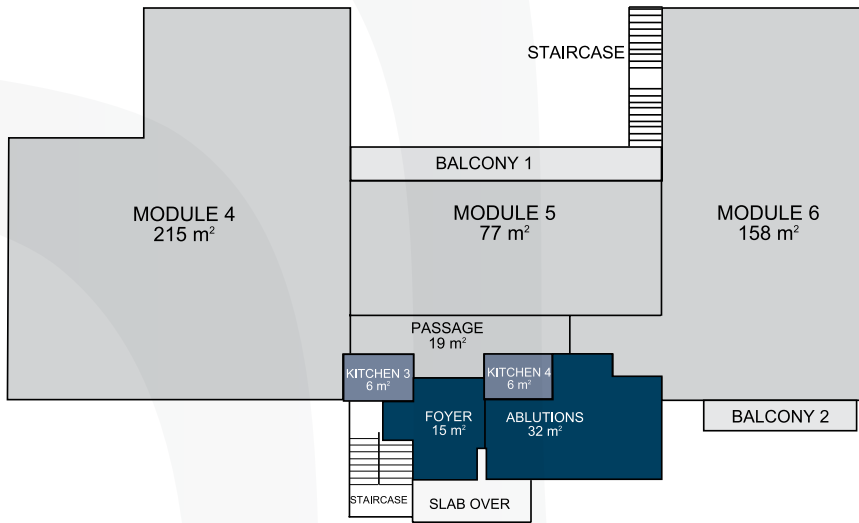 STAIRCASE
BALCONY 1
MODULE 4
215 m²
MODULE 5
77 m²
MODULE 6
158 m²
PASSAGE
19 m²
KITCHEN 3
6 m²
KITCHEN 4
6 m²
FOYER
15 m²
ABLUTIONS
32 m²
BALCONY 2
STAIRCASE
SLAB OVER